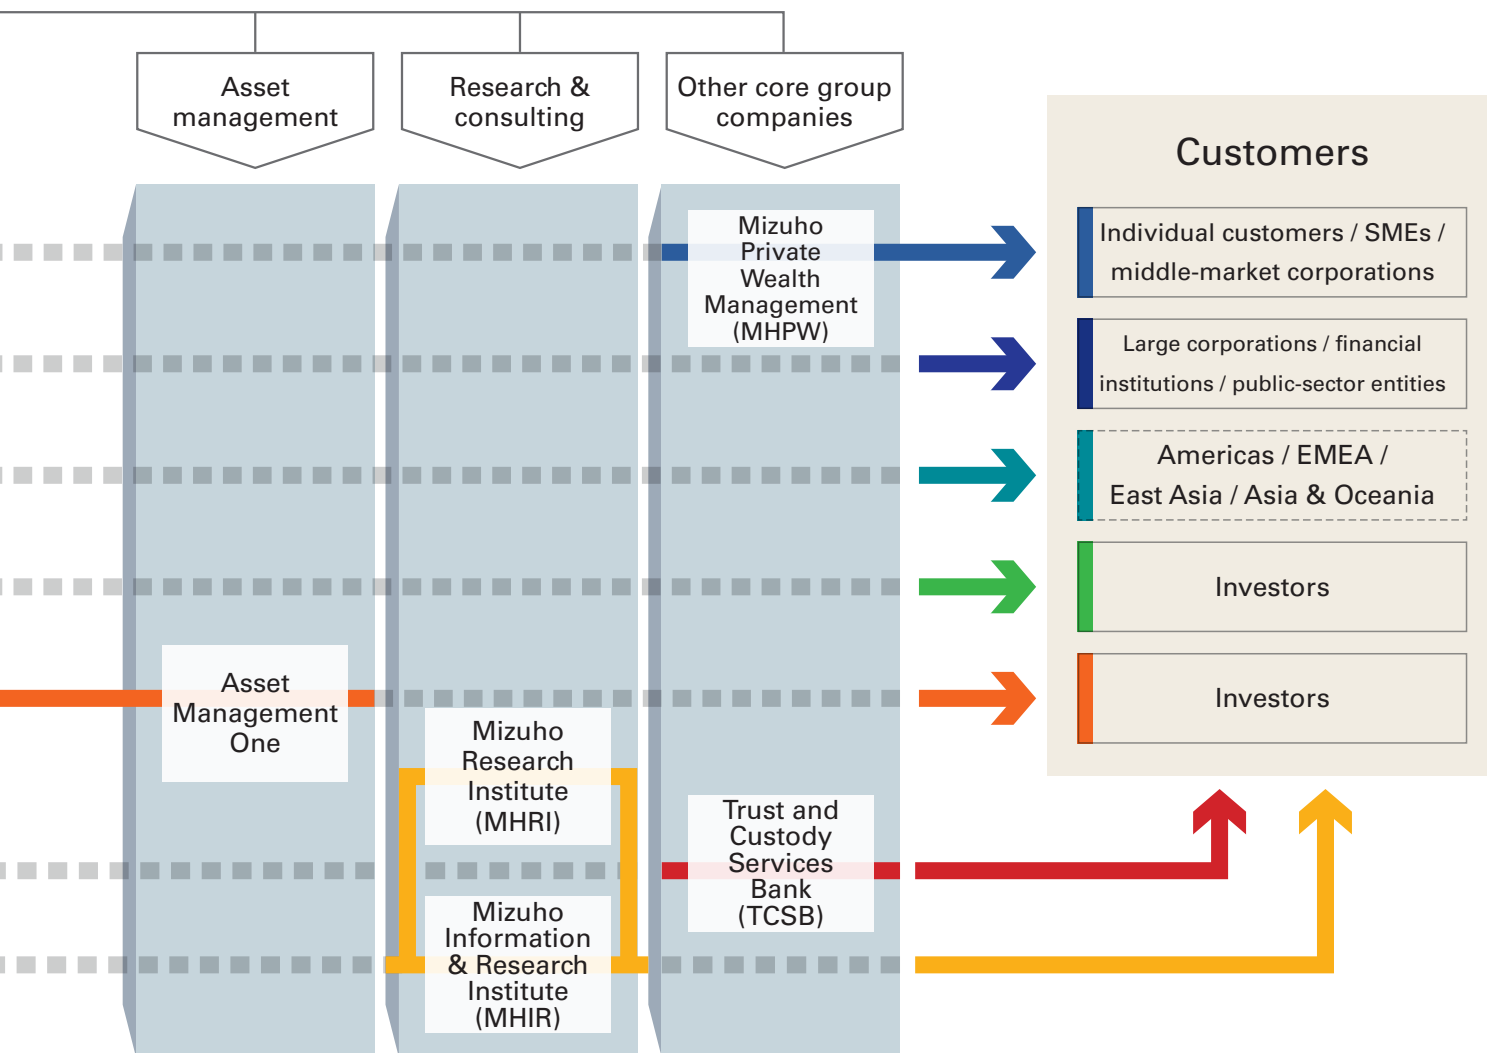 Asset
management
Research &
consulting
Other core group
companies
Customers
Mizuho
Private
Wealth
Management
(MHPW)
Individual customers / SMEs /
middle-market corporations
Large corporations / financial
institutions / public-sector entities
Americas / EMEA /
East Asia / Asia & Oceania
Investors
Asset
Management
One
Investors
Mizuho
Research
Institute
(MHRI)
Trust and
Custody
Services
Bank
(TCSB)
Mizuho
Information
& Research
Institute
(MHIR)